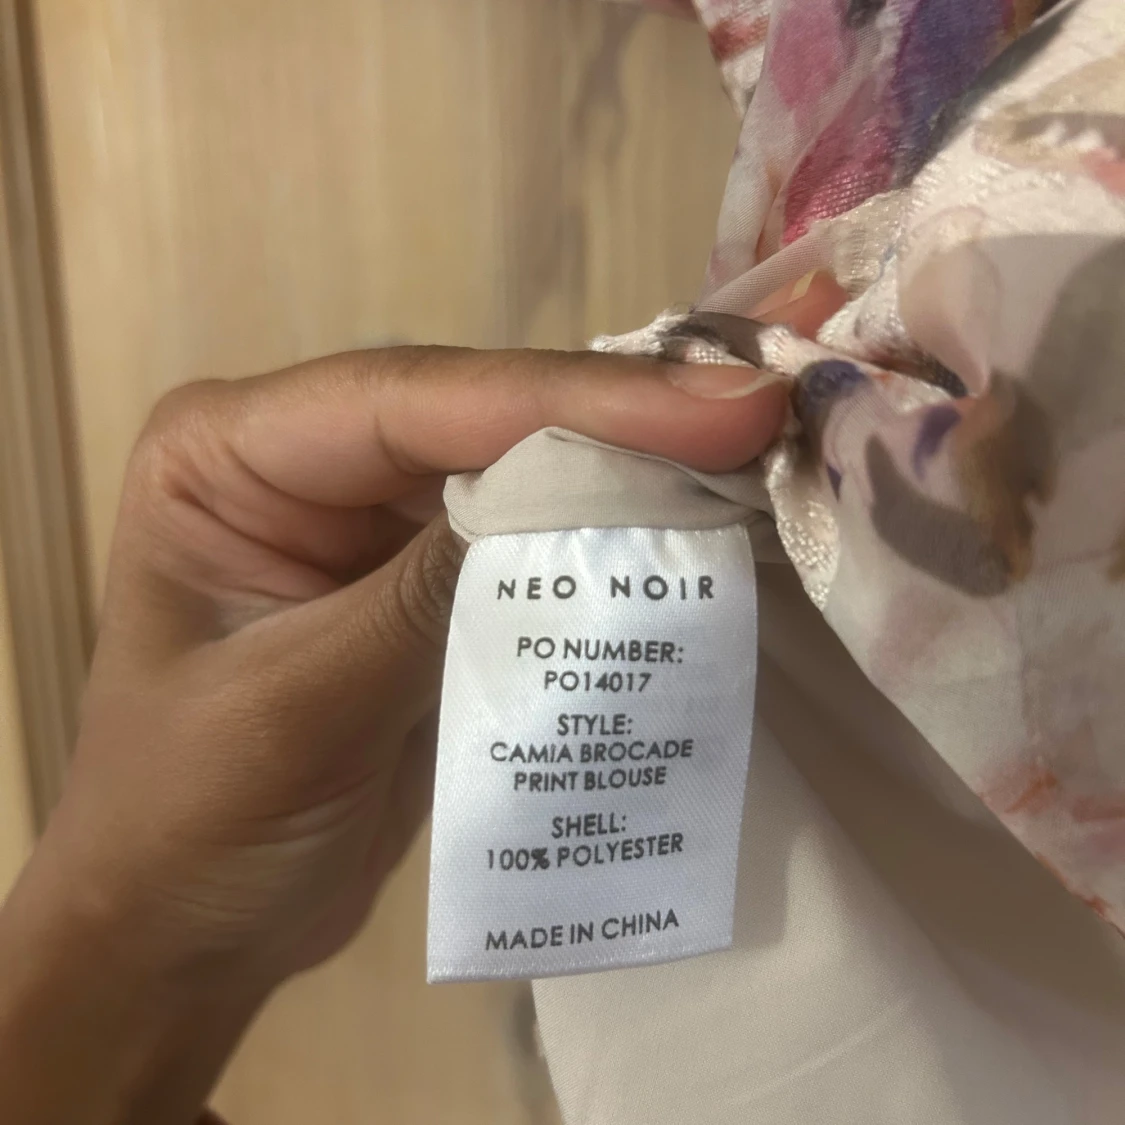 NEO NOIR
PO NUMBER:
PO14017
STYLE:
CAMIA BROCADE
PRINT BLOUSE
SHELL:
100% POLYESTER
MADE IN CHINA